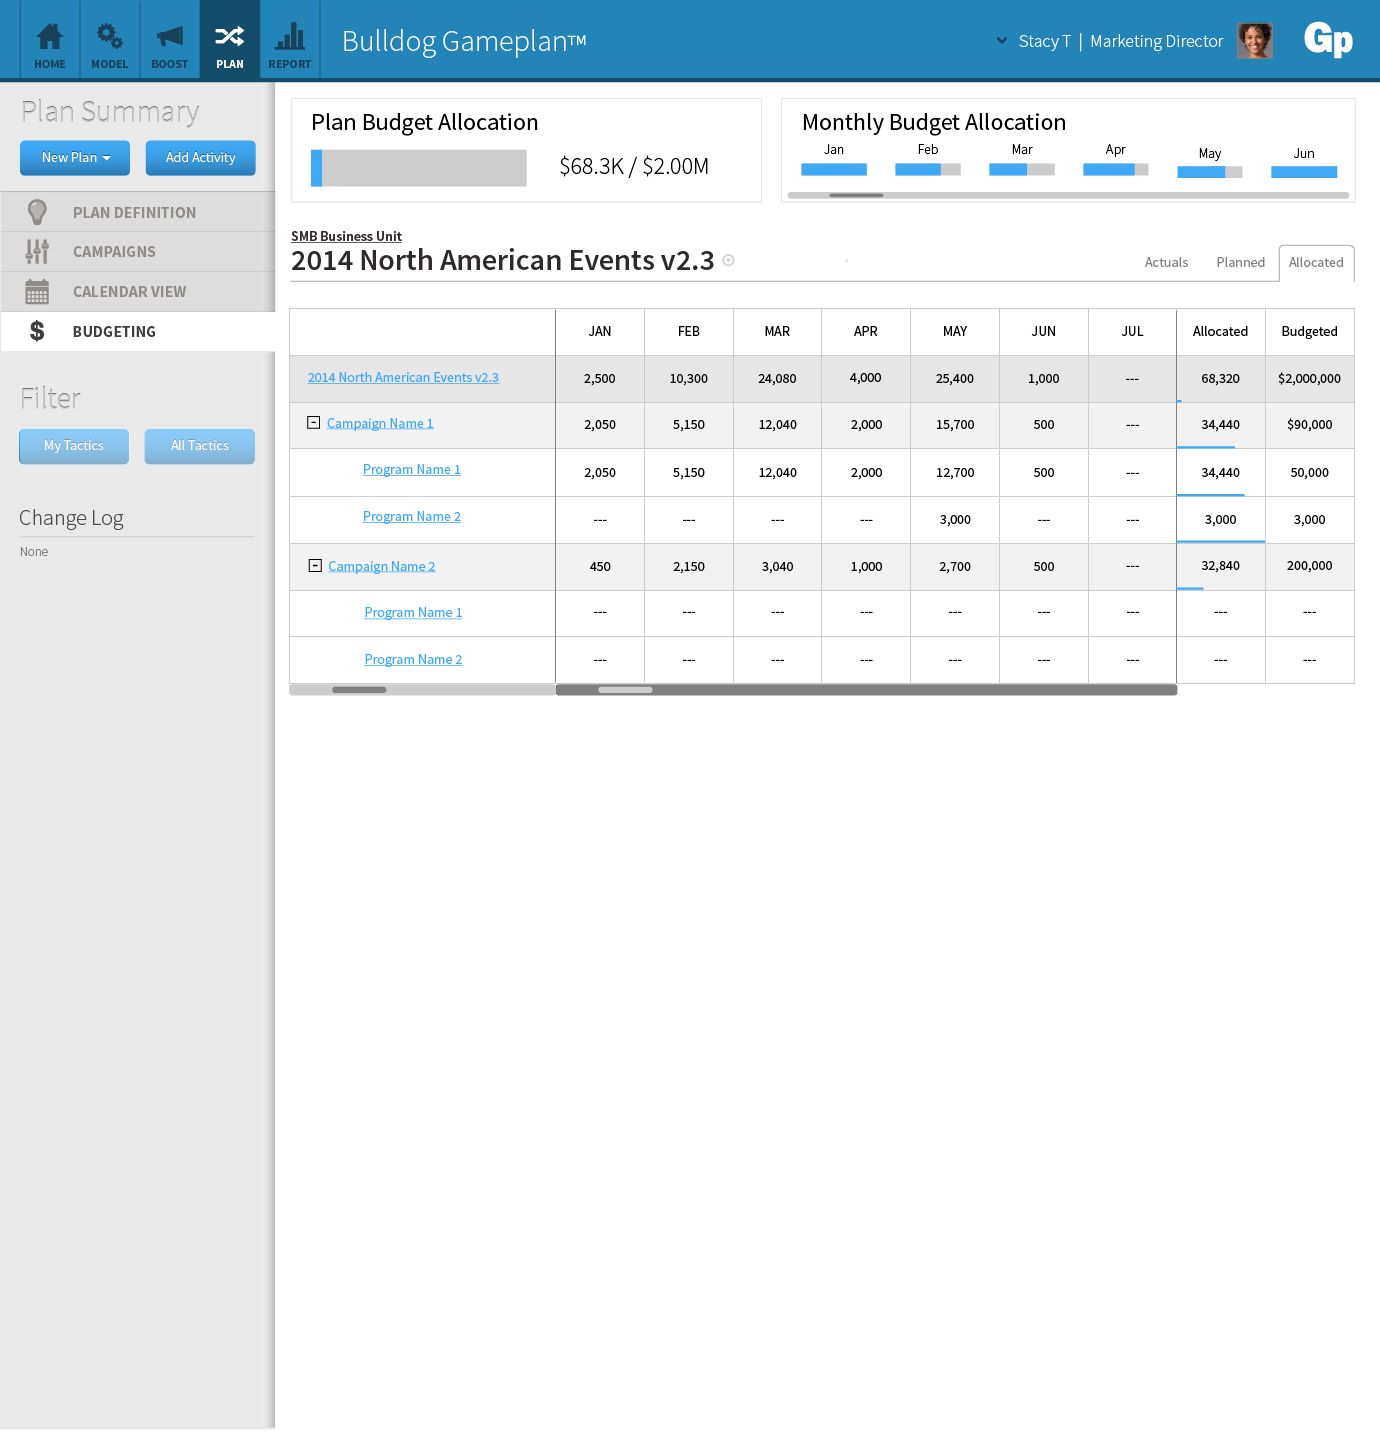 HOME MODEL BOOST PLAN REPORT
Bulldog Gameplan™
Stacy T | Marketing Director
Gp
Plan Summary
New Plan
Add Activity
PLAN DEFINITION
CAMPAIGNS
CALENDAR VIEW
$ BUDGETING
Filter
My Tactics
All Tactics
Change Log
None
Plan Budget Allocation
$68.3K / $2.00M
Monthly Budget Allocation
Jan Feb Mar Apr May Jun
SMB Business Unit
2014 North American Events v2.3
Actuals Planned Allocated
JAN FEB MAR APR MAY JUN JUL Allocated Budgeted
2014 North American Events v2.3 2,500 10,300 24,080 4,000 25,400 1,000 --- 68,320 $2,000,000
Campaign Name 1 2,050 5,150 12,040 2,000 15,700 500 --- 34,440 $90,000
Program Name 1 2,050 5,150 12,040 2,000 12,700 500 --- 34,440 50,000
Program Name 2 --- --- --- --- 3,000 --- --- 3,000 3,000
Campaign Name 2 450 2,150 3,040 1,000 2,700 500 --- 32,840 200,000
Program Name 1 --- --- --- --- --- --- --- --- ---
Program Name 2 --- --- --- --- --- --- --- --- ---